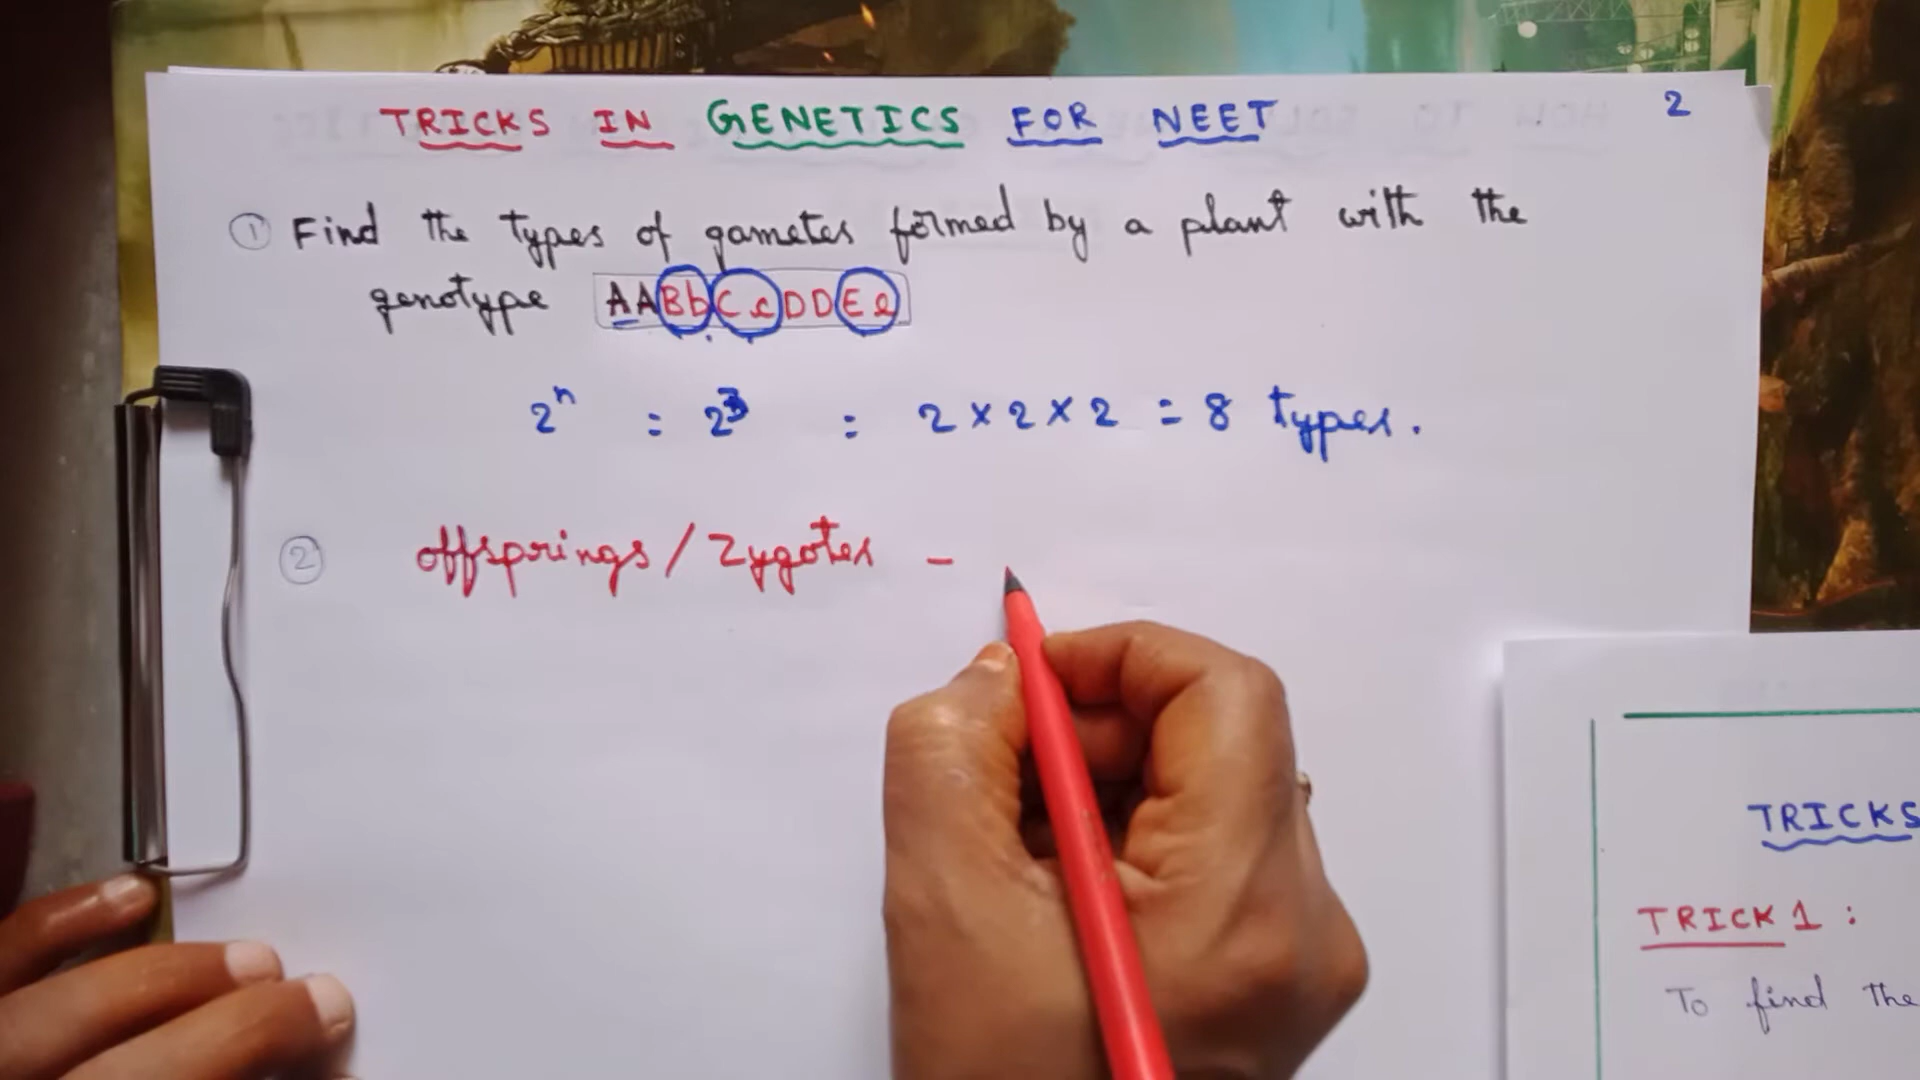 TRICKS IN GENETICS FOR NEET 2
① Find the types of gametes formed by a plant with the
genotype AABbCcDDEe
2ⁿ = 2³ = 2 × 2 × 2 = 8 types.
② offsprings / Zygotes -
TRICKS
TRICK 1 :
To find the